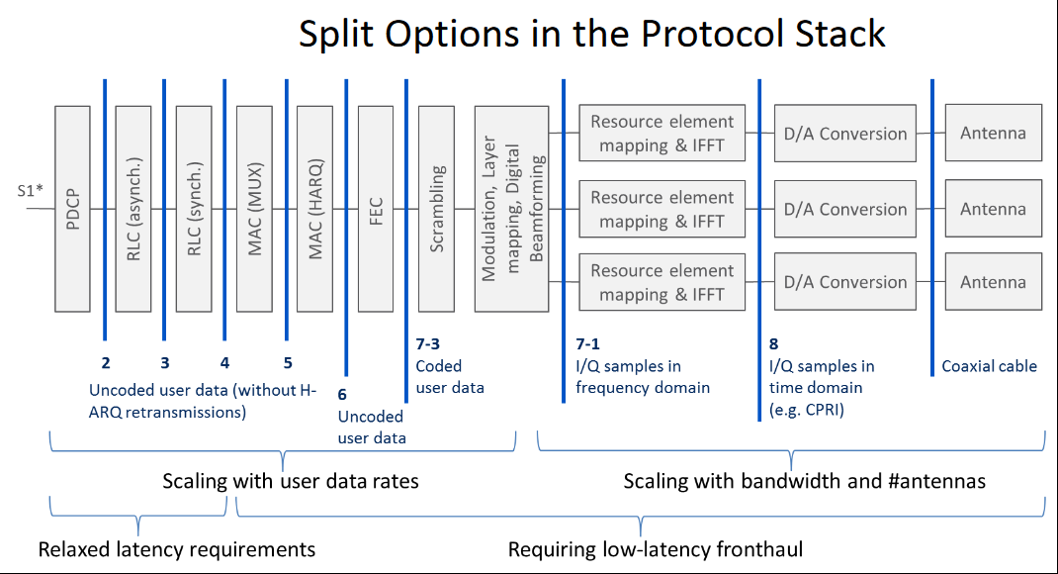 Split Options in the Protocol Stack
S1*
PDCP
RLC (asynch.)
RLC (synch.)
MAC (MUX)
MAC (HARQ)
FEC
Scrambling
Modulation, Layer
mapping, Digital
Beamforming
Resource element
mapping & IFFT
D/A Conversion
Antenna
Resource element
mapping & IFFT
D/A Conversion
Antenna
Resource element
mapping & IFFT
D/A Conversion
Antenna
2
3
4
5
Uncoded user data (without H-
ARQ retransmissions)
6
Uncoded
user data
7-3
Coded
user data
7-1
I/Q samples in
frequency domain
8
I/Q samples in
time domain
(e.g. CPRI)
Coaxial cable
Scaling with user data rates
Scaling with bandwidth and #antennas
Relaxed latency requirements
Requiring low-latency fronthaul